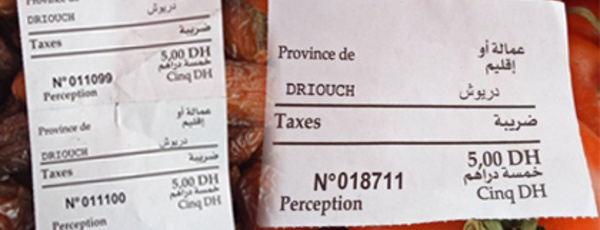 DRIOUCH دريوش
Taxes ضريبة
5,00 DH
خمسة دراهم
N° 011099 Cinq DH
Perception
Province de عمالة أو
إقليم
DRIOUCH دريوش
Taxes ضريبة
5,00 DH
خمسة دراهم
N° 011100 Cinq DH
Perception
Province de عمالة أو
إقليم
DRIOUCH دريوش
Taxes ضريبة
5,00 DH
خمسة دراهم
N° 018711 Cinq DH
Perception